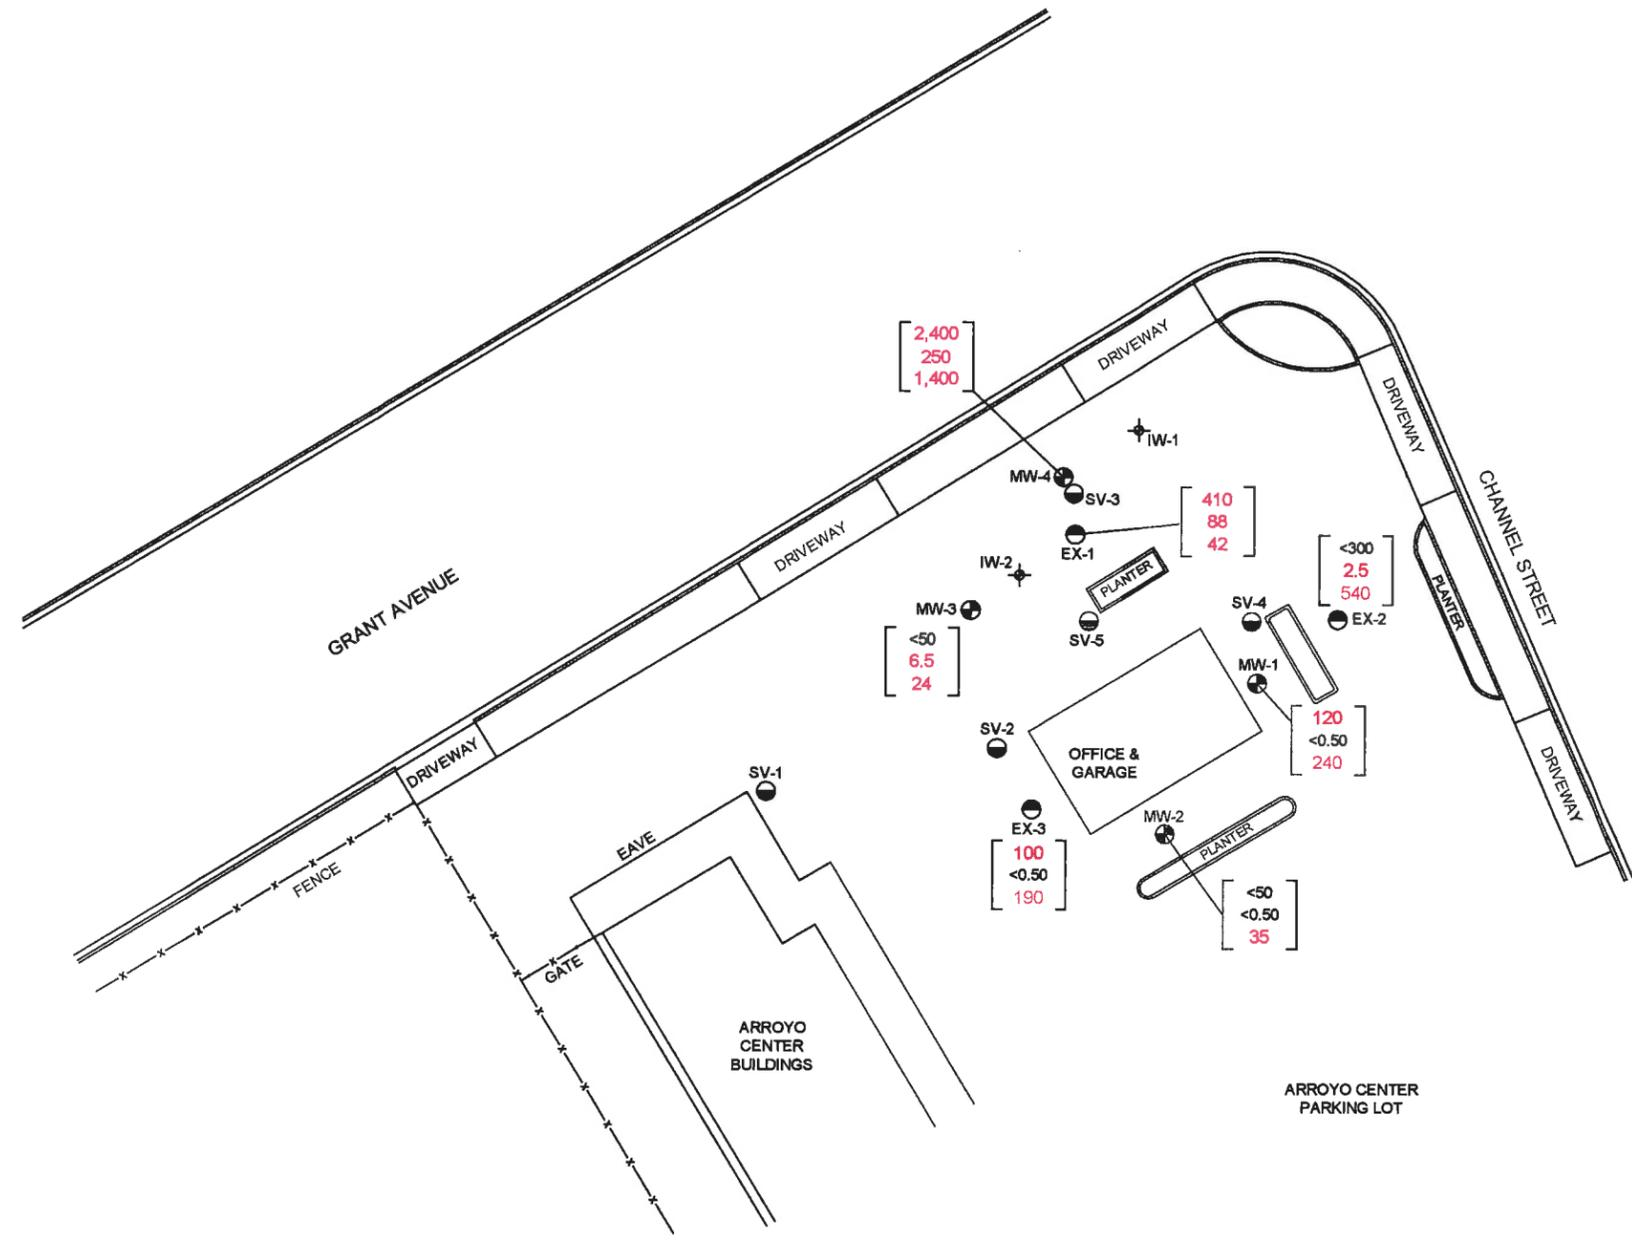 2,400
250
1,400
DRIVEWAY
DRIVEWAY
IW-1
MW-4
SV-3
410
88
42
EX-1
CHANNEL STREET
DRIVEWAY
IW-2
PLANTER
<300
2.5
540
GRANT AVENUE
MW-3
SV-4
EX-2
PLANTER
SV-5
<50
6.5
24
MW-1
120
<0.50
240
SV-2
OFFICE &
GARAGE
DRIVEWAY
DRIVEWAY
SV-1
EX-3
100
<0.50
190
MW-2
PLANTER
EAVE
FENCE
<50
<0.50
35
GATE
ARROYO
CENTER
BUILDINGS
ARROYO CENTER
PARKING LOT